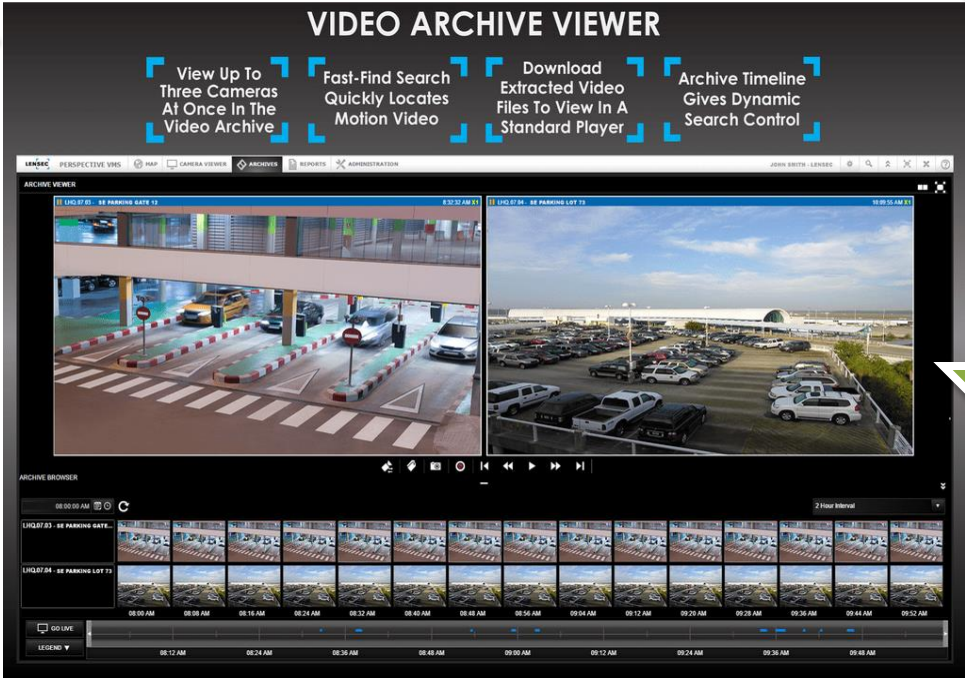 VIDEO ARCHIVE VIEWER
View Up To
Three Cameras
At Once In The
Video Archive
Fast-Find Search
Quickly Locates
Motion Video
Download
Extracted Video
Files To View In A
Standard Player
Archive Timeline
Gives Dynamic
Search Control
LENSEC PERSPECTIVE VMS MAP CAMERA VIEWER ARCHIVES REPORTS ADMINISTRATION JOHN SMITH - LENSEC
ARCHIVE VIEWER
LHQ.07.03 - SE PARKING GATE 12 8:32:32 AM X1
LHQ.07.04 - SE PARKING LOT 73 10:09:55 AM X1
ARCHIVE BROWSER
08:00:00 AM 2 Hour Interval
LHQ.07.03 - SE PARKING GATE...
LHQ.07.04 - SE PARKING LOT 73
08:00 AM 08:08 AM 08:16 AM 08:24 AM 08:32 AM 08:40 AM 08:48 AM 08:56 AM 09:04 AM 09:12 AM 09:20 AM 09:28 AM 09:36 AM 09:44 AM 09:52 AM
GO LIVE
LEGEND ▼
08:12 AM 08:24 AM 08:36 AM 08:48 AM 09:00 AM 09:12 AM 09:24 AM 09:36 AM 09:48 AM